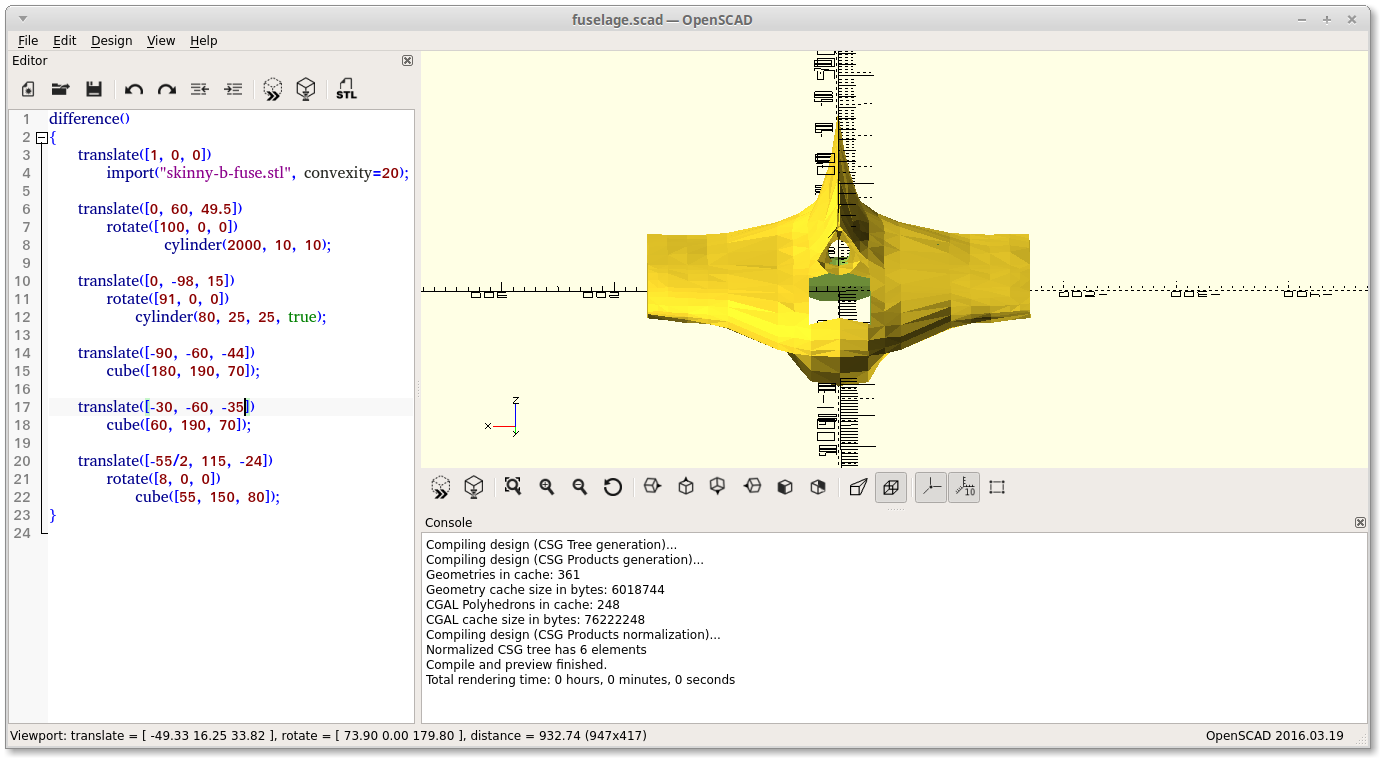 fuselage.scad — OpenSCAD
File Edit Design View Help
Editor
STL
1 difference()
2 {
3 translate([1, 0, 0])
4 import("skinny-b-fuse.stl", convexity=20);
5
6 translate([0, 60, 49.5])
7 rotate([100, 0, 0])
8 cylinder(2000, 10, 10);
9
10 translate([0, -98, 15])
11 rotate([91, 0, 0])
12 cylinder(80, 25, 25, true);
13
14 translate([-90, -60, -44])
15 cube([180, 190, 70]);
16
17 translate([-30, -60, -35])
18 cube([60, 190, 70]);
19
20 translate([-55/2, 115, -24])
21 rotate([8, 0, 0])
22 cube([55, 150, 80]);
23 }
24
Z
X
Y
10
Console
Compiling design (CSG Tree generation)...
Compiling design (CSG Products generation)...
Geometries in cache: 361
Geometry cache size in bytes: 6018744
CGAL Polyhedrons in cache: 248
CGAL cache size in bytes: 76222248
Compiling design (CSG Products normalization)...
Normalized CSG tree has 6 elements
Compile and preview finished.
Total rendering time: 0 hours, 0 minutes, 0 seconds
Viewport: translate = [ -49.33 16.25 33.82 ], rotate = [ 73.90 0.00 179.80 ], distance = 932.74 (947x417)
OpenSCAD 2016.03.19